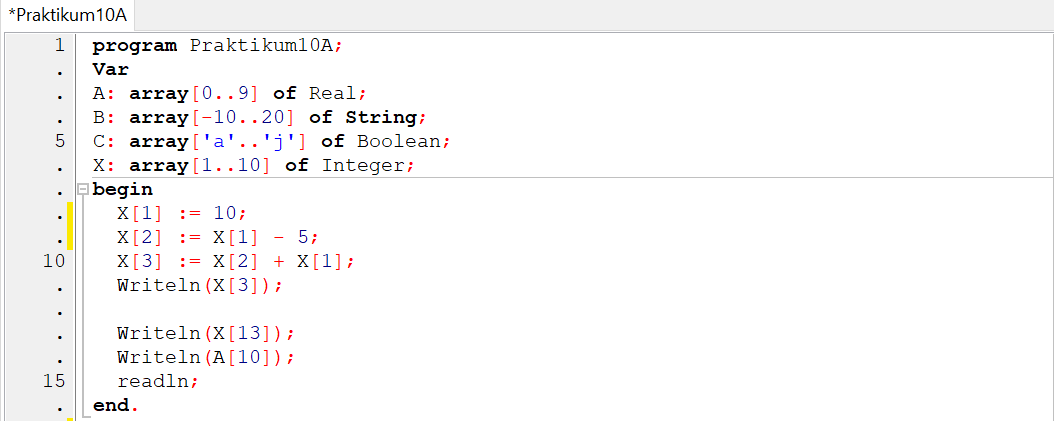 *Praktikum10A
1 program Praktikum10A;
. Var
. A: array[0..9] of Real;
. B: array[-10..20] of String;
5 C: array['a'..'j'] of Boolean;
. X: array[1..10] of Integer;
. begin
. X[1] := 10;
. X[2] := X[1] - 5;
10 X[3] := X[2] + X[1];
. Writeln(X[3]);
.
. Writeln(X[13]);
. Writeln(A[10]);
15 readln;
. end.